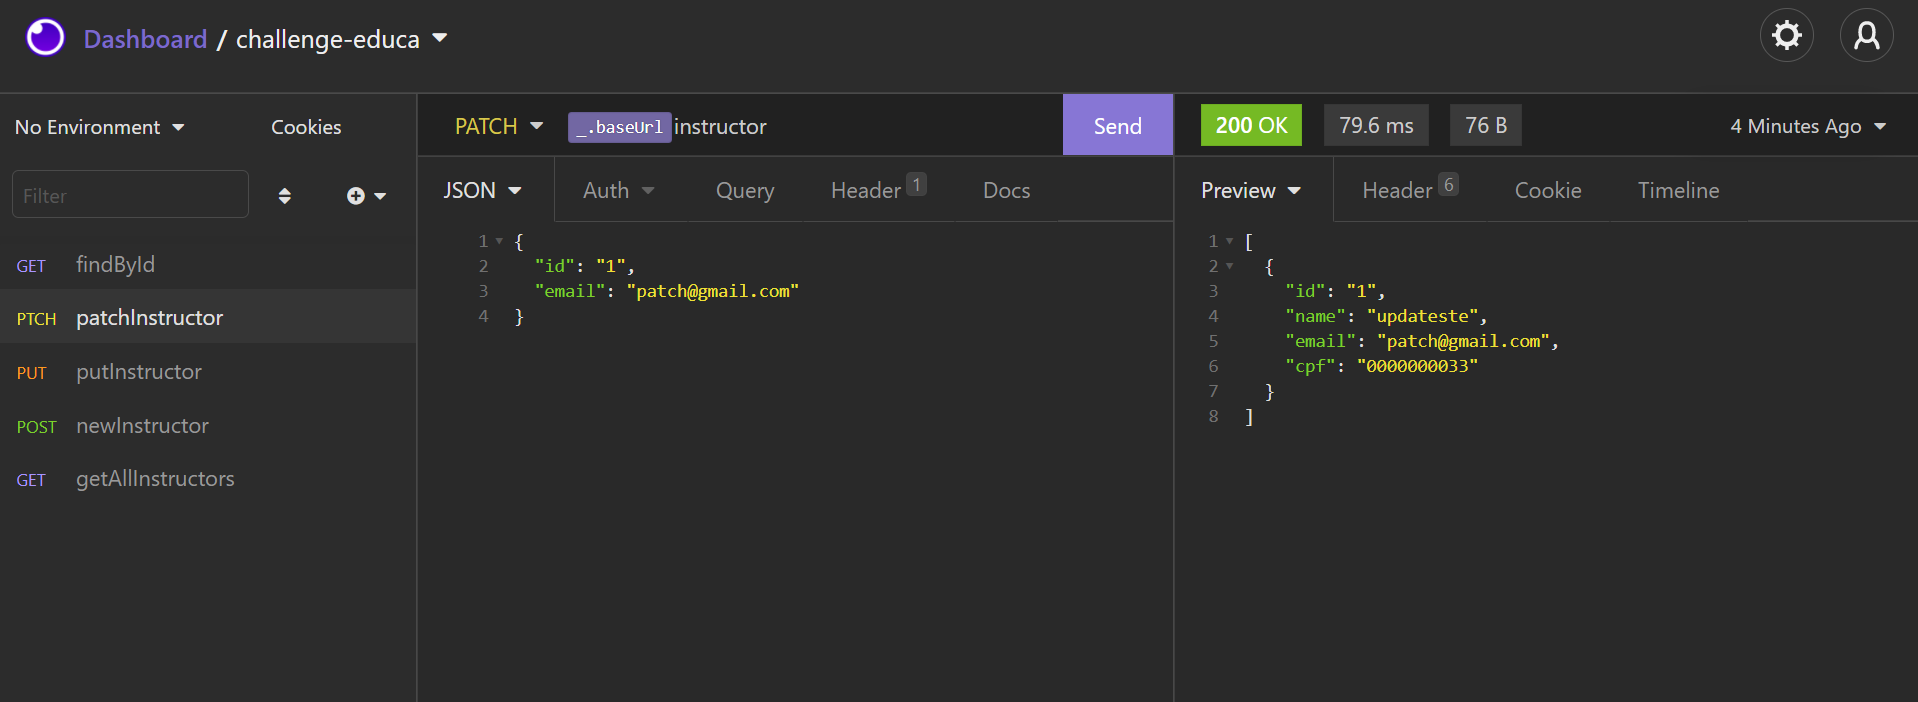 Dashboard / challenge-educa
No Environment
Cookies
Filter
GET findById
PTCH patchInstructor
PUT putInstructor
POST newInstructor
GET getAllInstructors
PATCH _.baseUrl instructor Send
JSON Auth Query Header 1 Docs
1 {
2 "id": "1",
3 "email": "patch@gmail.com"
4 }
200 OK 79.6 ms 76 B 4 Minutes Ago
Preview Header 6 Cookie Timeline
1 [
2 {
3 "id": "1",
4 "name": "updateste",
5 "email": "patch@gmail.com",
6 "cpf": "0000000033"
7 }
8 ]